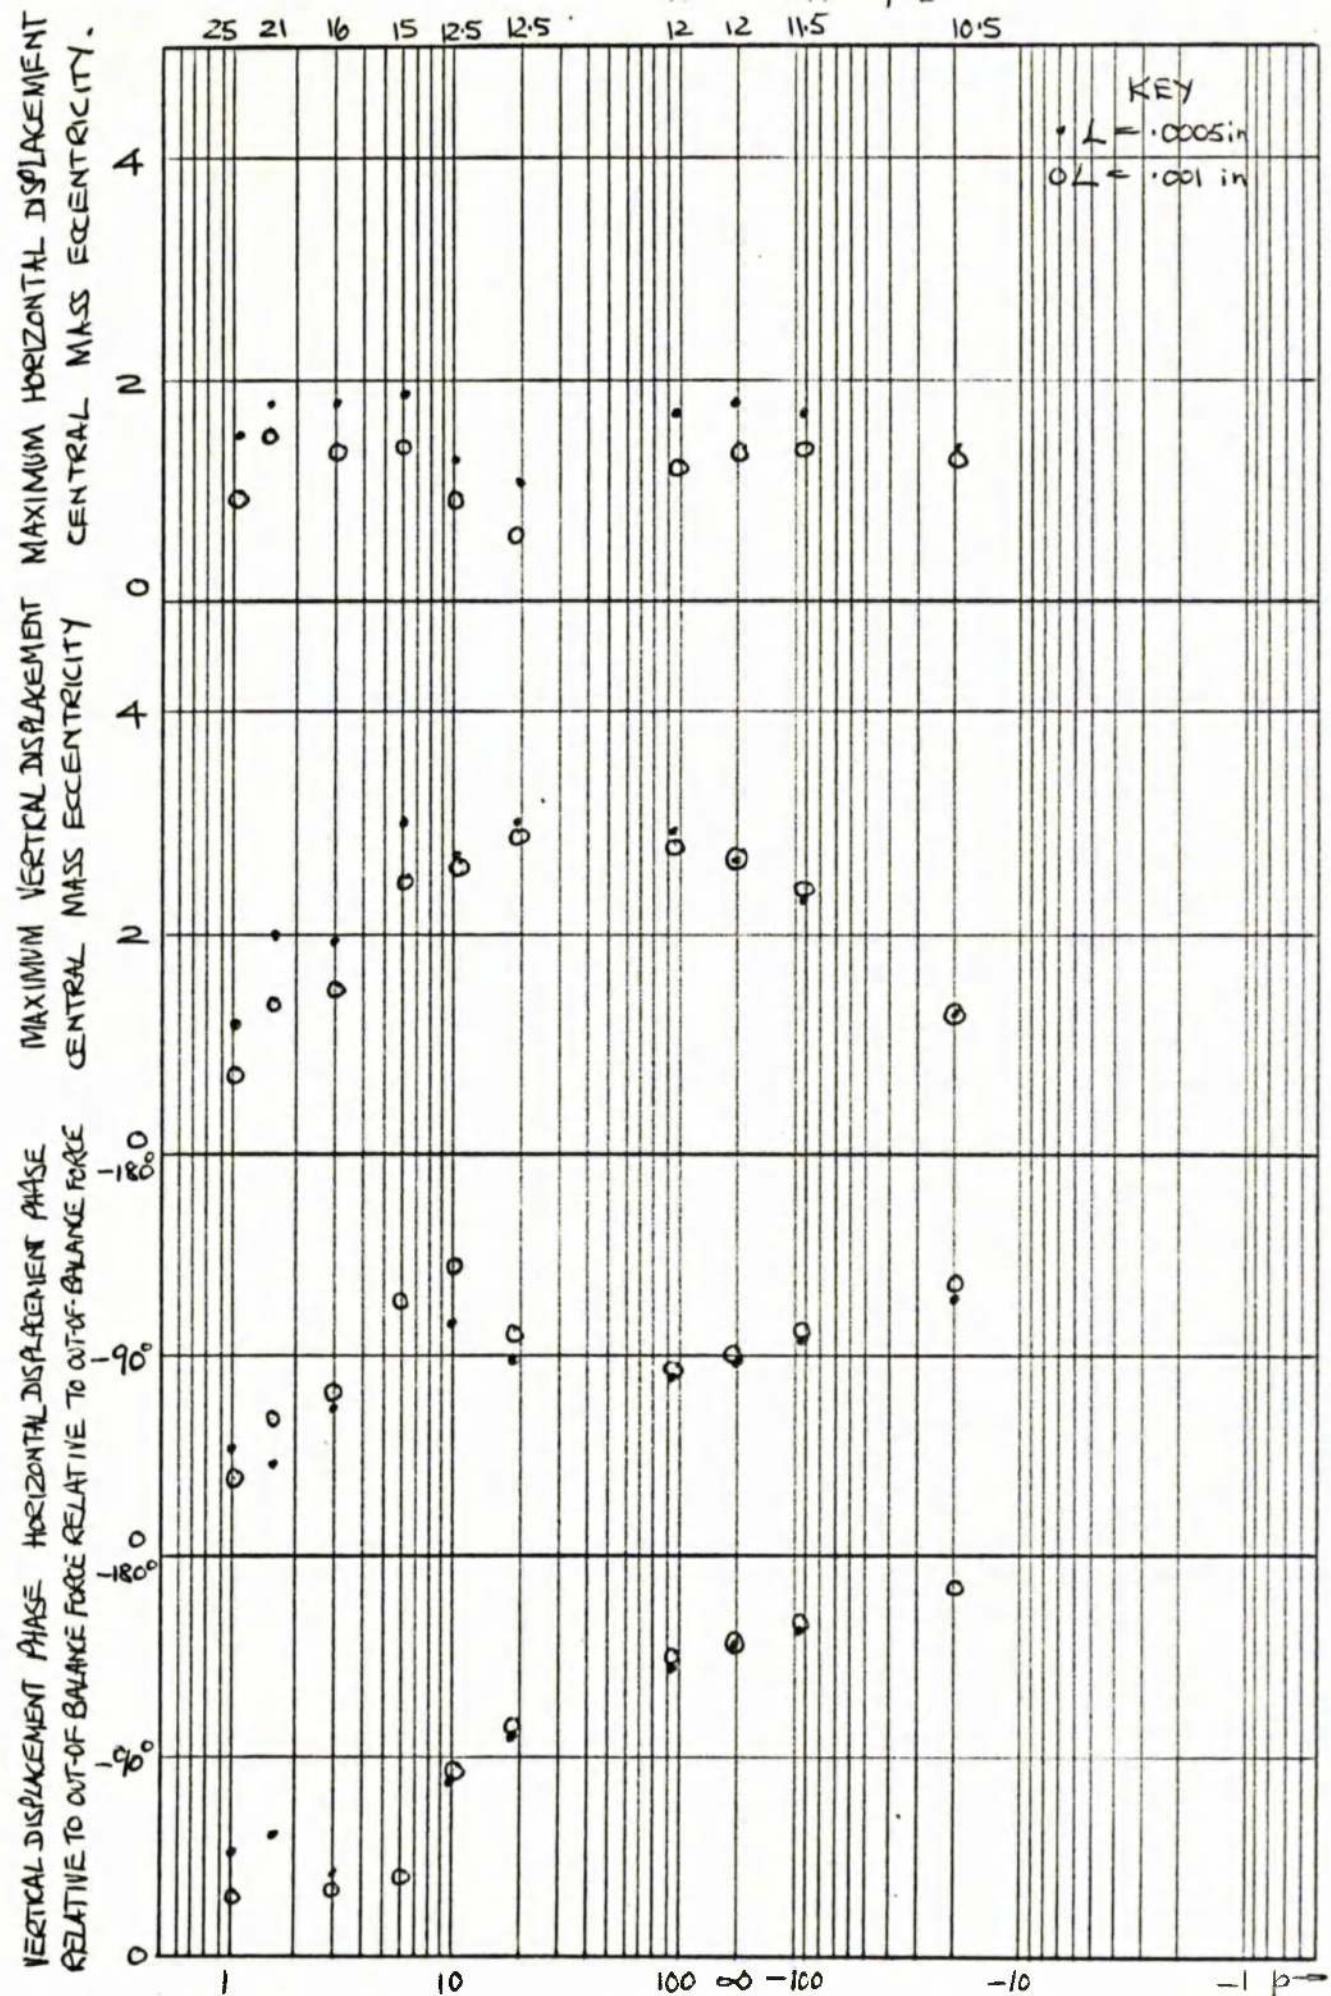 25 21 16 15 12.5 12.5 12 12 11.5 10.5
KEY
• L = .0005in
O L = .001 in
MAXIMUM HORIZONTAL DISPLACEMENT
CENTRAL MASS ECCENTRICITY.
4
2
0
MAXIMUM VERTICAL DISPLACEMENT
CENTRAL MASS ECCENTRICITY
4
2
0
HORIZONTAL DISPLACEMENT PHASE
RELATIVE TO OUT-OF-BALANCE FORCE
-180°
-90°
0
VERTICAL DISPLACEMENT PHASE
RELATIVE TO OUT-OF BALANCE FORCE
-180°
-90°
0
1 10 100 ∞ -100 -10 -1 p→